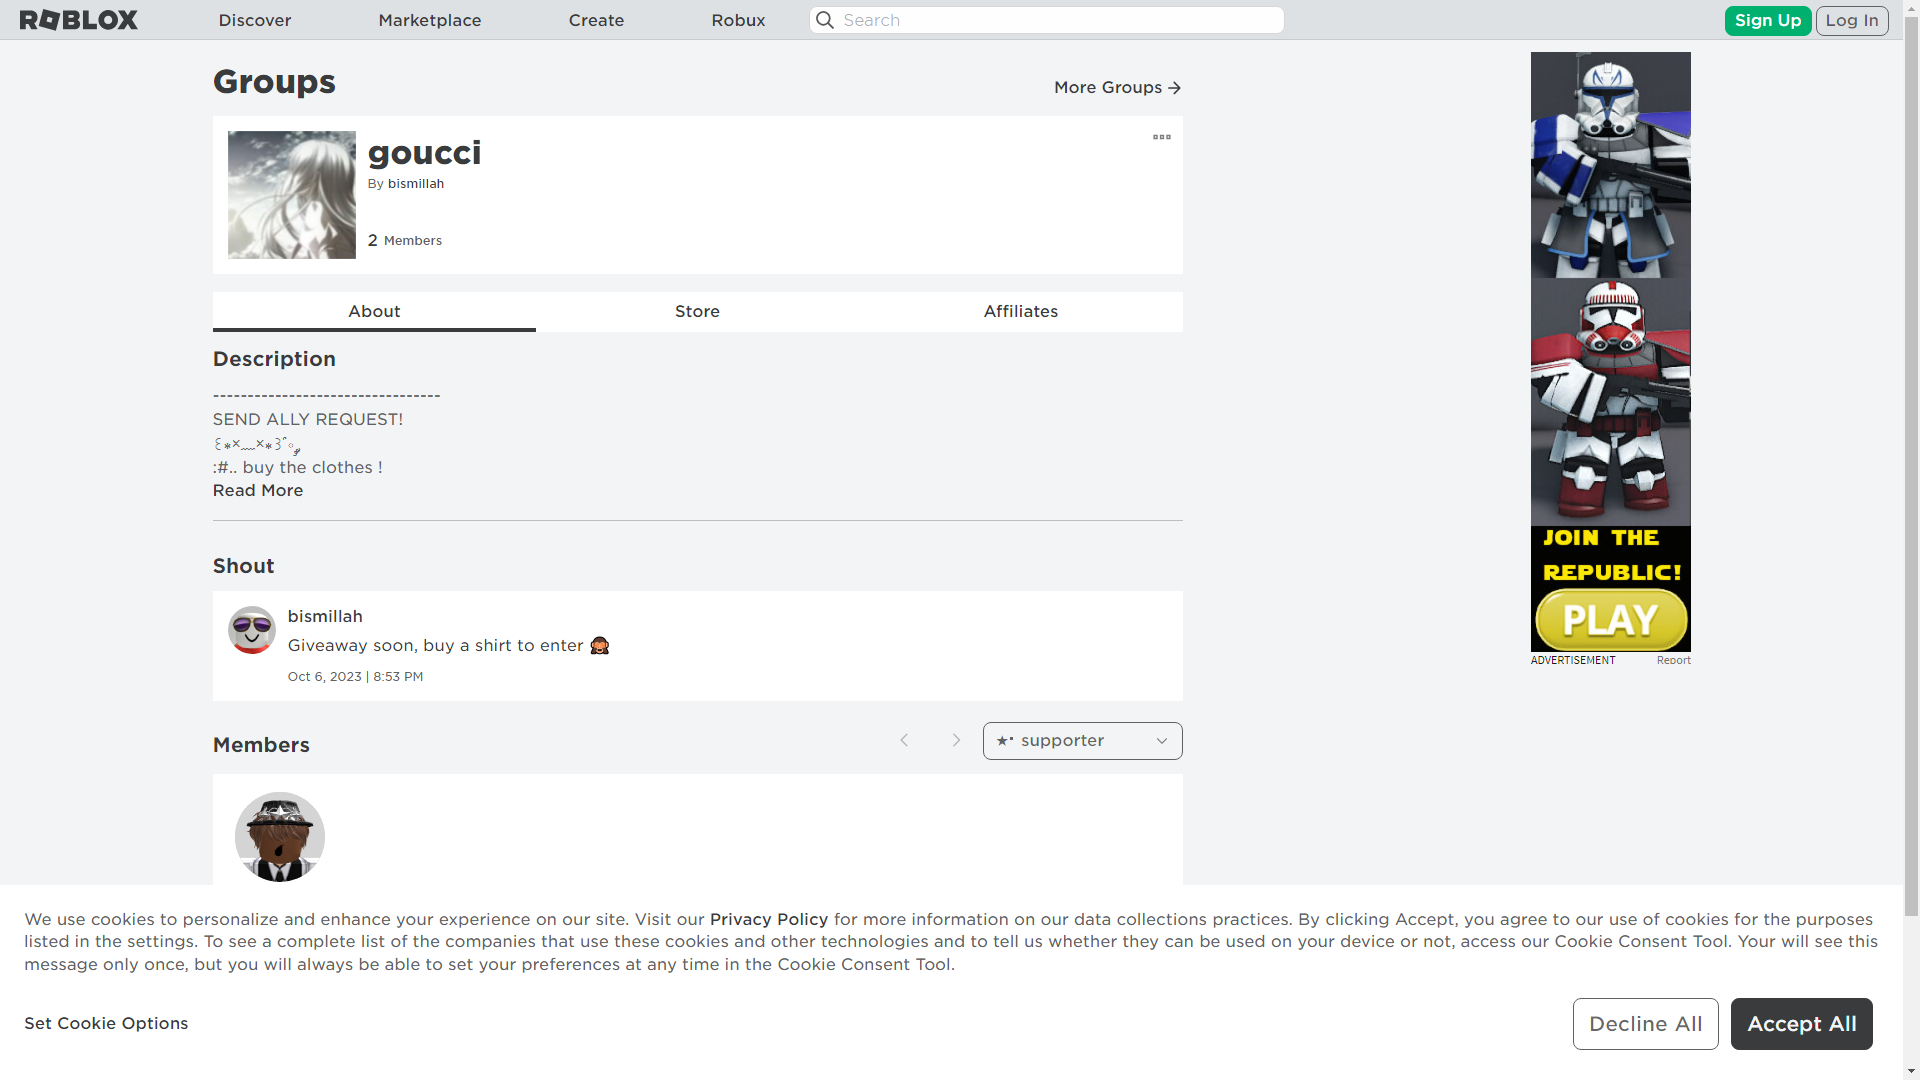 ROBLOX
Discover
Marketplace
Create
Robux
Search
Sign Up
Log In
Groups
More Groups
goucci
By bismillah
2 Members
About
Store
Affiliates
Description
---------------------------------
SEND ALLY REQUEST!
:#.. buy the clothes !
Read More
Shout
bismillah
Giveaway soon, buy a shirt to enter 🙈
Oct 6, 2023 | 8:53 PM
Members
★⠁ supporter
JOIN THE
REPUBLIC!
PLAY
ADVERTISEMENT
Report
We use cookies to personalize and enhance your experience on our site. Visit our Privacy Policy for more information on our data collections practices. By clicking Accept, you agree to our use of cookies for the purposes
listed in the settings. To see a complete list of the companies that use these cookies and other technologies and to tell us whether they can be used on your device or not, access our Cookie Consent Tool. Your will see this
message only once, but you will always be able to set your preferences at any time in the Cookie Consent Tool.
Set Cookie Options
Decline All
Accept All